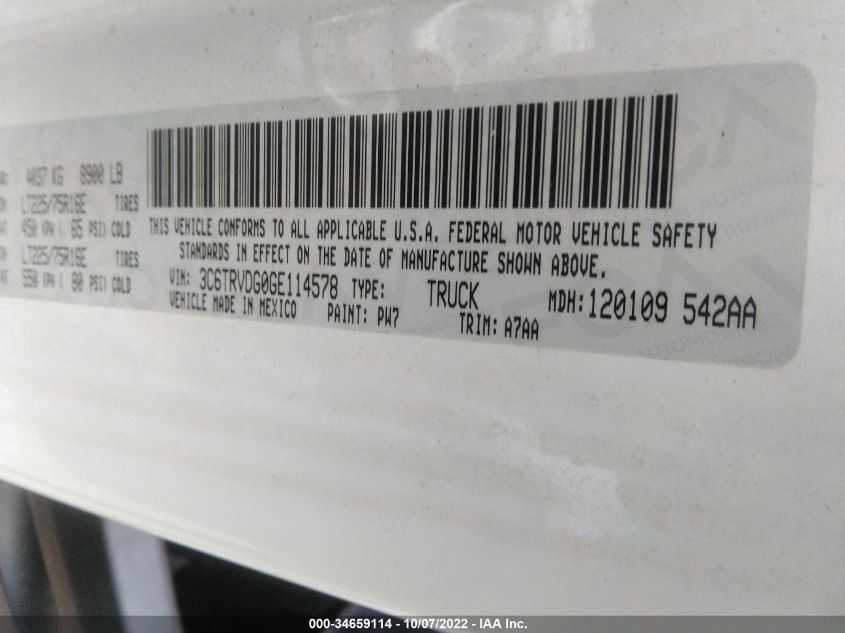 4097 KG 8900 LB
LT225/75R16E TIRES
450 KPA ( 65 PSI) COLD
LT225/75R16E TIRES
550 KPA ( 80 PSI) COLD
THIS VEHICLE CONFORMS TO ALL APPLICABLE U.S.A. FEDERAL MOTOR VEHICLE SAFETY
STANDARDS IN EFFECT ON THE DATE OF MANUFACTURE SHOWN ABOVE.
VIN: 3C6TRVDG0GE114578 TYPE: TRUCK MDH: 120109 542AA
VEHICLE MADE IN MEXICO PAINT: PW7 TRIM: A7AA
000-34659114 - 10/07/2022 - IAA Inc.